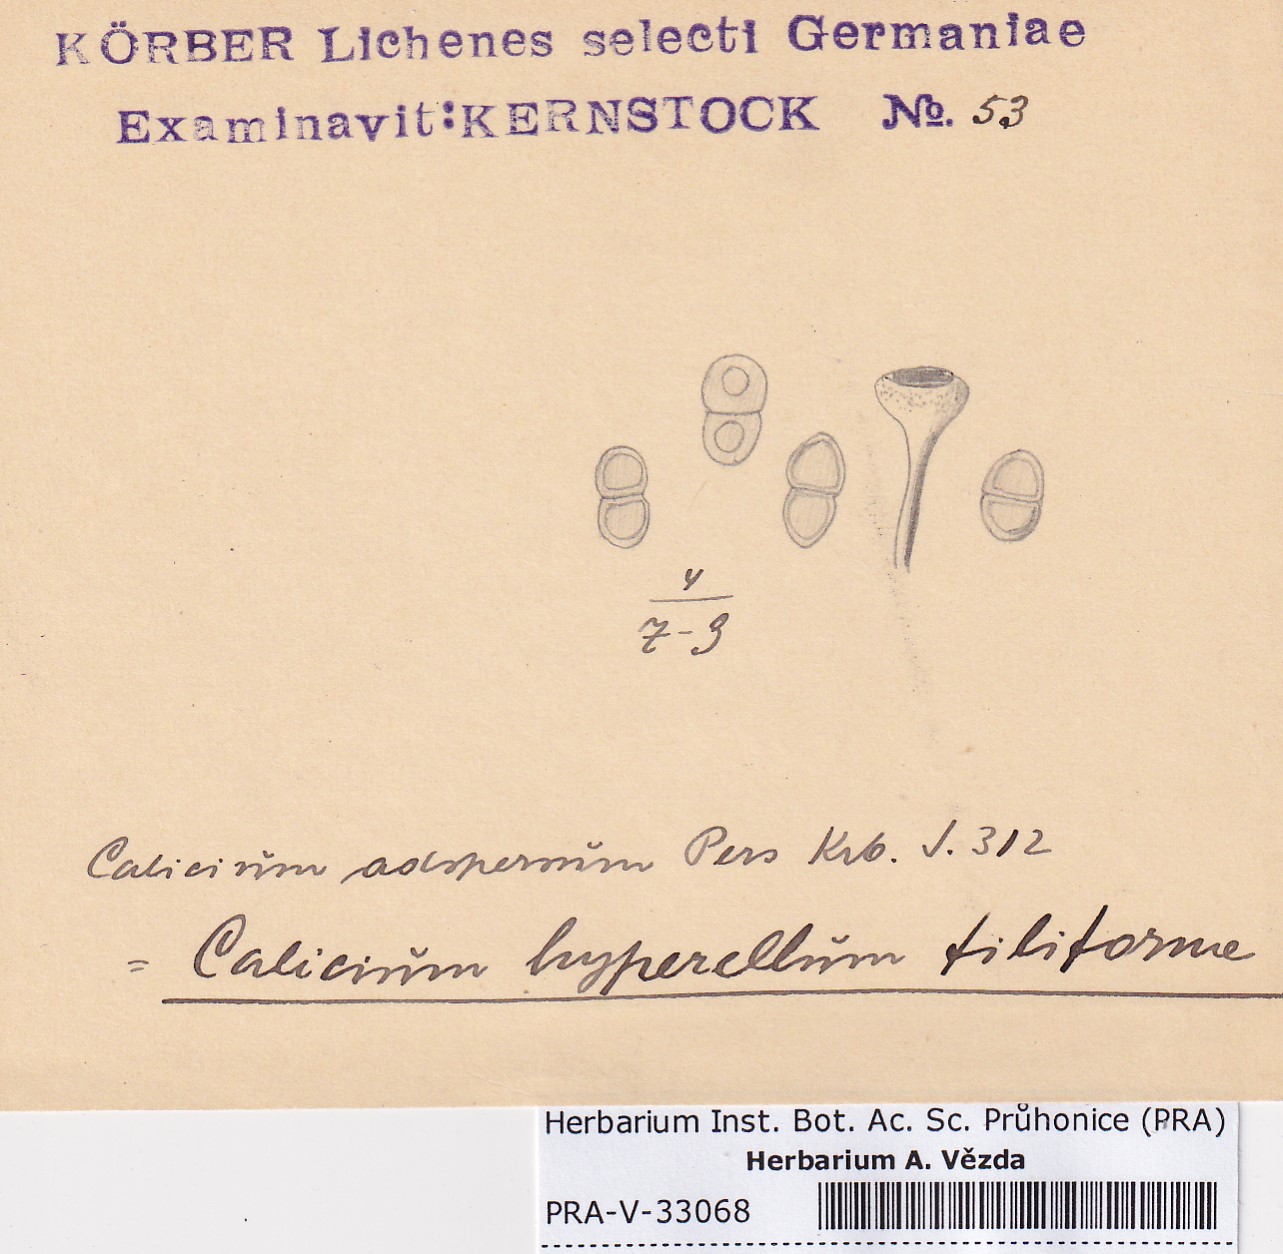 KÖRBER Lichenes selecti Germaniae
Examinavit: KERNSTOCK No. 53
4
7-9
Calicium adspersum Pers Krb. S. 312
= Calicium hyperellum filiforme
Herbarium Inst. Bot. Ac. Sc. Průhonice (PRA)
Herbarium A. Vězda
PRA-V-33068